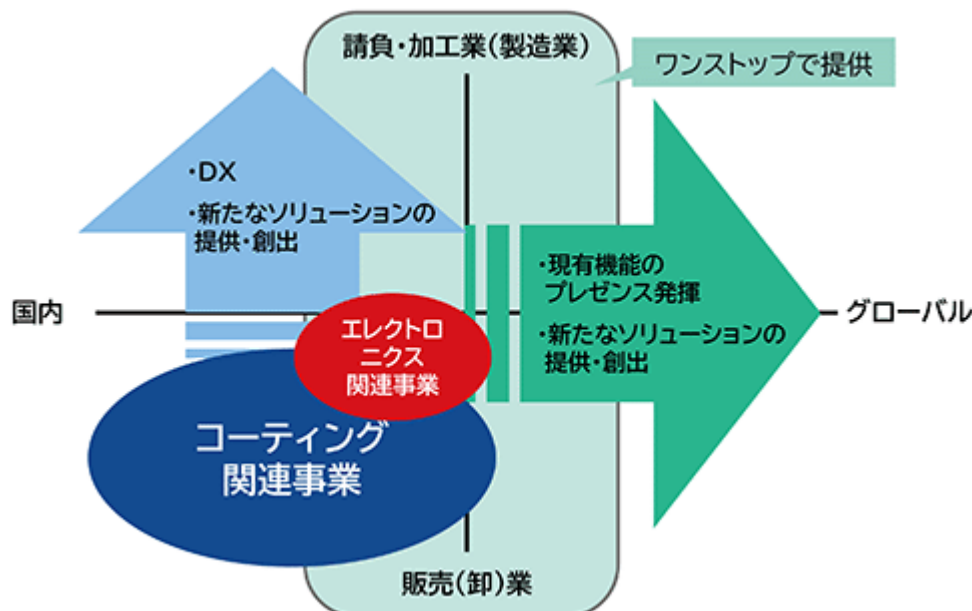 請負・加工業(製造業)
ワンストップで提供
・DX
・新たなソリューションの
提供・創出
・現有機能の
プレゼンス発揮
・新たなソリューションの
提供・創出
国内
グローバル
エレクトロ
ニクス
関連事業
コーティング
関連事業
販売(卸)業